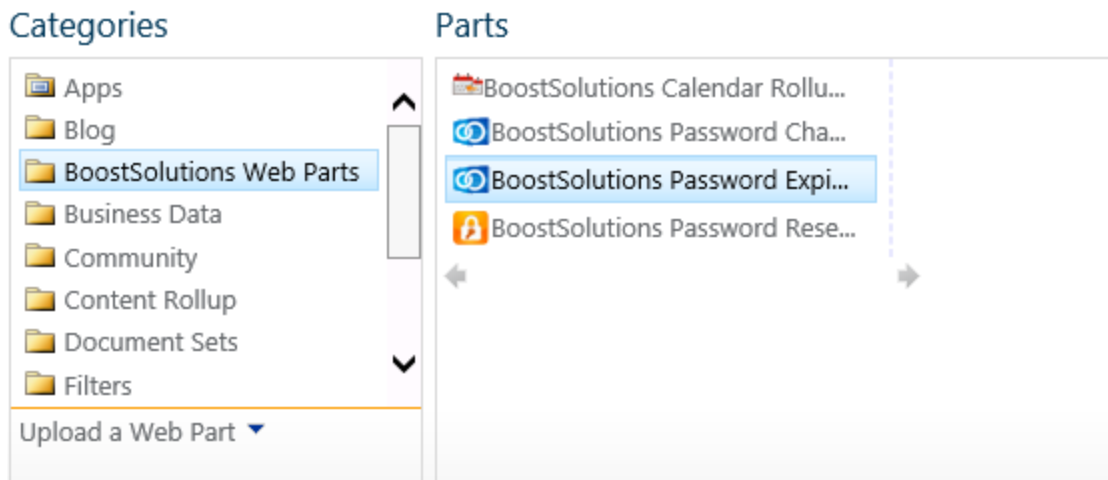 Categories
Apps
Blog
BoostSolutions Web Parts
Business Data
Community
Content Rollup
Document Sets
Filters
Upload a Web Part
Parts
BoostSolutions Calendar Rollu...
BoostSolutions Password Cha...
BoostSolutions Password Expi...
BoostSolutions Password Rese...